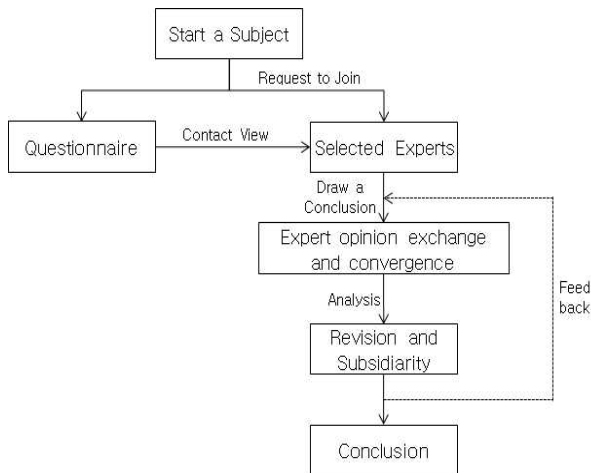 Start a Subject
Request to Join
Questionnaire
Contact View
Selected Experts
Draw a
Conclusion
Expert opinion exchange
and convergence
Analysis
Feed
back
Revision and
Subsidiarity
Conclusion